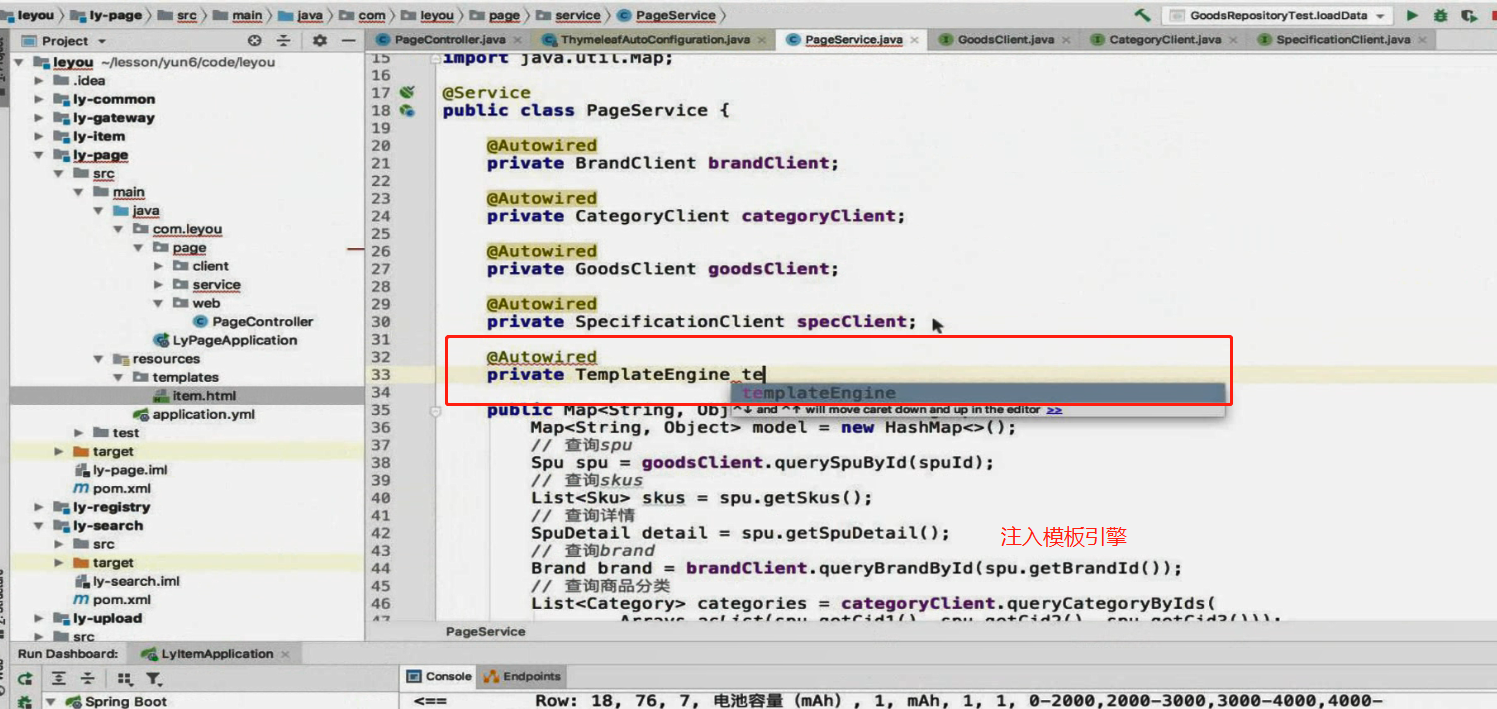 leyou ly-page src main java com leyou page service PageService GoodsRepositoryTest.loadData
Project
PageController.java ThymeleafAutoConfiguration.java PageService.java GoodsClient.java CategoryClient.java SpecificationClient.java
leyou ~/lesson/yun6/code/leyou
.idea
ly-common
ly-gateway
ly-item
ly-page
src
main
java
com.leyou
page
client
service
web
PageController
LyPageApplication
resources
templates
item.html
application.yml
test
target
ly-page.iml
pom.xml
ly-registry
ly-search
src
target
ly-search.iml
pom.xml
ly-upload
src
15 import java.util.Map;
16
17 @Service
18 public class PageService {
19
20 @Autowired
21 private BrandClient brandClient;
22
23 @Autowired
24 private CategoryClient categoryClient;
25
26 @Autowired
27 private GoodsClient goodsClient;
28
29 @Autowired
30 private SpecificationClient specClient;
31
32 @Autowired
33 private TemplateEngine te
34 templateEngine
35 public Map<String, Obj
^↓ and ^↑ will move caret down and up in the editor >>
36 Map<String, Object> model = new HashMap<>();
37 // 查询spu
38 Spu spu = goodsClient.querySpuById(spuId);
39 // 查询skus
40 List<Sku> skus = spu.getSkus();
41 // 查询详情
42 SpuDetail detail = spu.getSpuDetail();
注入模板引擎
43 // 查询brand
44 Brand brand = brandClient.queryBrandById(spu.getBrandId());
45 // 查询商品分类
46 List<Category> categories = categoryClient.queryCategoryByIds(
47 Arrays.asList(spu.getCid1(), spu.getCid2(), spu.getCid3()));
PageService
Run Dashboard: LyItemApplication
Console Endpoints
Spring Boot
<== Row: 18, 76, 7, 电池容量（mAh）, 1, mAh, 1, 1, 0-2000,2000-3000,3000-4000,4000-